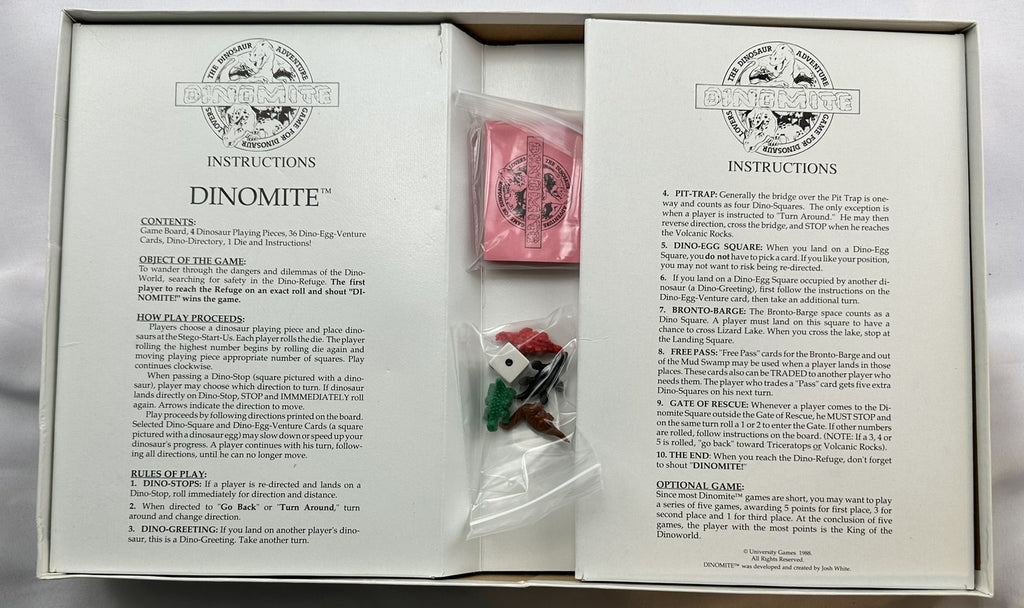 THE DINOSAUR ADVENTURE
DINOMITE
GAME FOR DINOSAUR LOVERS
INSTRUCTIONS
DINOMITE™
CONTENTS:
Game Board, 4 Dinosaur Playing Pieces, 36 Dino-Egg-Venture
Cards, Dino-Directory, 1 Die and Instructions!
OBJECT OF THE GAME:
To wander through the dangers and dilemmas of the Dino-
World, searching for safety in the Dino-Refuge. The first
player to reach the Refuge on an exact roll and shout "DI-
NOMITE!" wins the game.
HOW PLAY PROCEEDS:
Players choose a dinosaur playing piece and place dino-
saurs at the Stego-Start-Us. Each player rolls the die. The player
rolling the highest number begins by rolling die again and
moving playing piece appropriate number of squares. Play
continues clockwise.
When passing a Dino-Stop (square pictured with a dino-
saur), player may choose which direction to turn. If dinosaur
lands directly on Dino-Stop, STOP and IMMEDIATELY roll
again. Arrows indicate the direction to move.
Play proceeds by following directions printed on the board.
Selected Dino-Square and Dino-Egg-Venture Cards (a square
pictured with a dinosaur egg) may slow down or speed up your
dinosaur's progress. A player continues with his turn, follow-
ing all directions, until he can no longer move.
RULES OF PLAY:
1. DINO-STOPS: If a player is re-directed and lands on a
Dino-Stop, roll immediately for direction and distance.
2. When directed to "Go Back" or "Turn Around," turn
around and change direction.
3. DINO-GREETING: If you land on another player's dino-
saur, this is a Dino-Greeting. Take another turn.
DINOMITE
THE DINOSAUR ADVENTURE
DINOMITE
GAME FOR DINOSAUR LOVERS
INSTRUCTIONS
4. PIT-TRAP: Generally the bridge over the Pit Trap is one-
way and counts as four Dino-Squares. The only exception is
when a player is instructed to "Turn Around." He may then
reverse direction, cross the bridge, and STOP when he reaches
the Volcanic Rocks.
5. DINO-EGG SQUARE: When you land on a Dino-Egg
Square, you do not have to pick a card. If you like your position,
you may not want to risk being re-directed.
6. If you land on a Dino-Egg Square occupied by another di-
nosaur (a Dino-Greeting), first follow the instructions on the
Dino-Egg-Venture card, then take an additional turn.
7. BRONTO-BARGE: The Bronto-Barge space counts as a
Dino Square. A player must land on this square to have a
chance to cross Lizard Lake. When you cross the lake, stop at
the Landing Square.
8. FREE PASS: "Free Pass" cards for the Bronto-Barge and out
of the Mud Swamp may be used when a player lands in those
places. These cards also can be TRADED to another player who
needs them. The player who trades a "Pass" card gets five extra
Dino-Squares on his next turn.
9. GATE OF RESCUE: Whenever a player comes to the Di-
nomite Square outside the Gate of Rescue, he MUST STOP and
on the same turn roll a 1 or 2 to enter the Gate. If other numbers
are rolled, follow instructions on the board. (NOTE: If a 3, 4 or
5 is rolled, "go back" toward Triceratops or Volcanic Rocks).
10. THE END: When you reach the Dino-Refuge, don't forget
to shout "DINOMITE!"
OPTIONAL GAME:
Since most Dinomite™ games are short, you may want to play
a series of five games, awarding 5 points for first place, 3 for
second place and 1 for third place. At the conclusion of five
games, the player with the most points is the King of the
Dinoworld.
© University Games 1988.
All Rights Reserved.
DINOMITE™ was developed and created by Josh White.